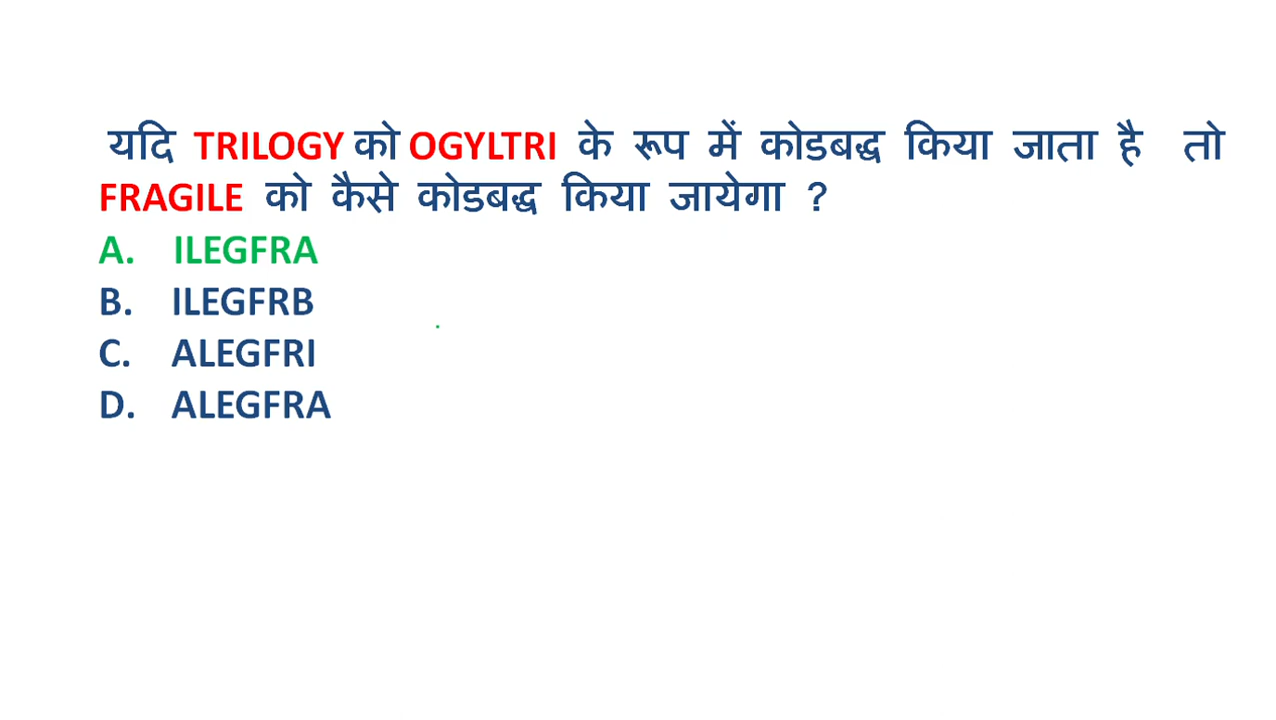 यदि TRILOGY को OGYLTRI के रूप में कोडबद्ध किया जाता है तो
FRAGILE को कैसे कोडबद्ध किया जायेगा ?
A. ILEGFRA
B. ILEGFRB
C. ALEGFRI
D. ALEGFRA